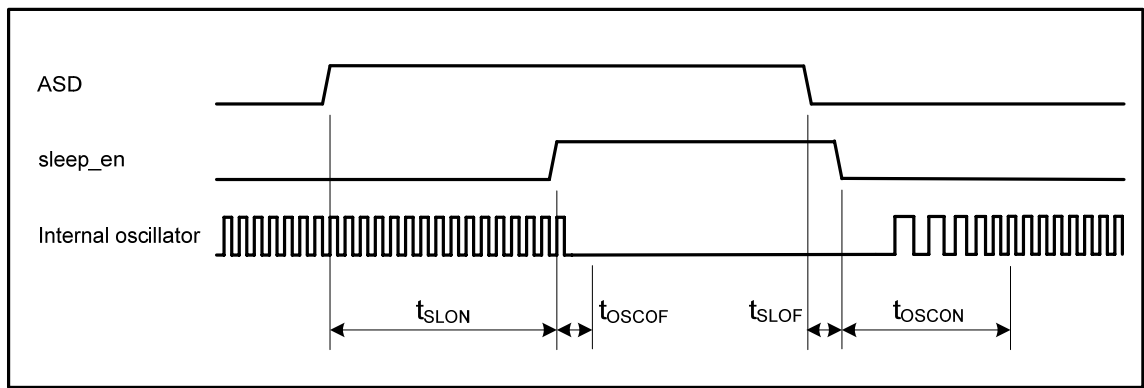 ASD
sleep_en
Internal oscillator
tSLON
tOSCOF
tSLOF
tOSCON